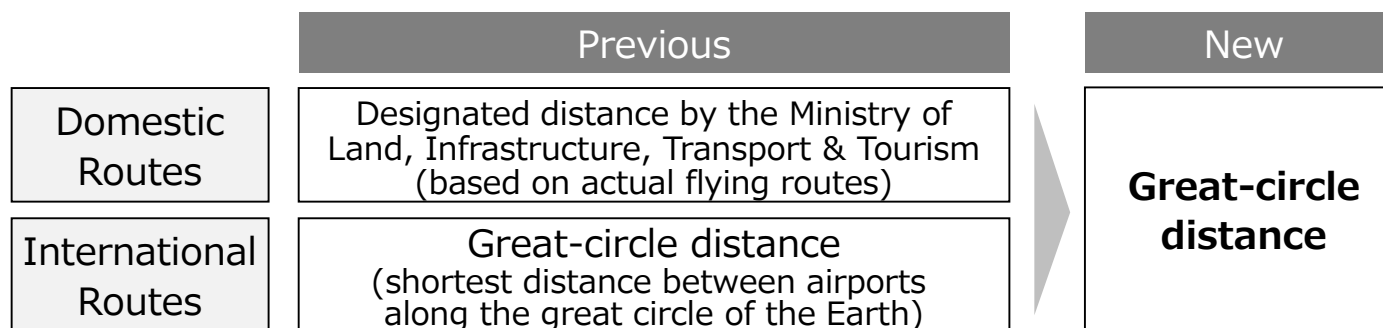 Previous
New
Domestic
Routes
Designated distance by the Ministry of
Land, Infrastructure, Transport & Tourism
(based on actual flying routes)
International
Routes
Great-circle distance
(shortest distance between airports
along the great circle of the Earth)
Great-circle
distance